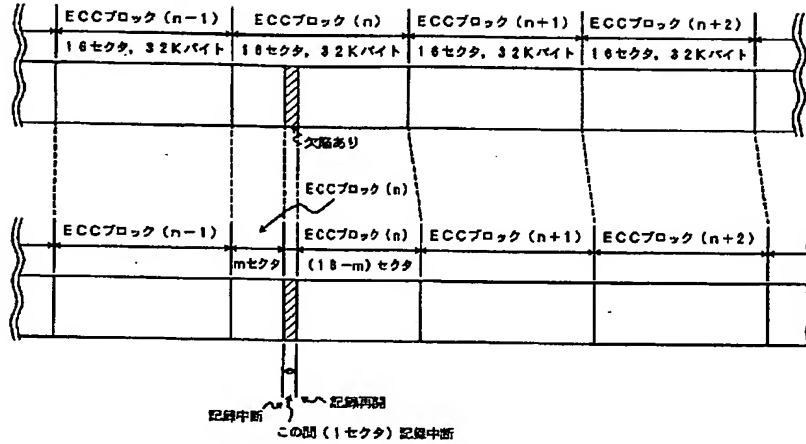 ECCブロック (n-1) ECCブロック (n) ECCブロック (n+1) ECCブロック (n+2)
16セクタ, 32Kバイト 16セクタ, 32Kバイト 16セクタ, 32Kバイト 16セクタ, 32Kバイト
欠陥あり
ECCブロック (n)
ECCブロック (n-1) ECCブロック (n) ECCブロック (n+1) ECCブロック (n+2)
mセクタ (16-m) セクタ
記録中断 記録再開
この間 (1セクタ) 記録中断